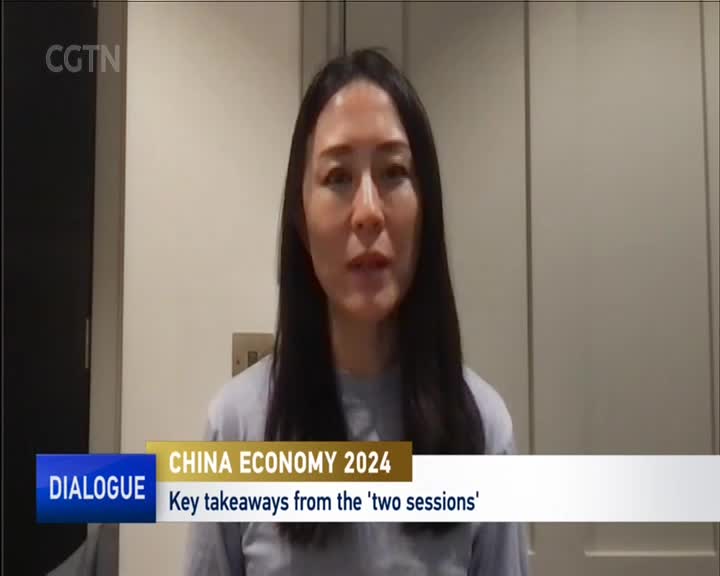 CGTN
CHINA ECONOMY 2024
DIALOGUE
Key takeaways from the 'two sessions'